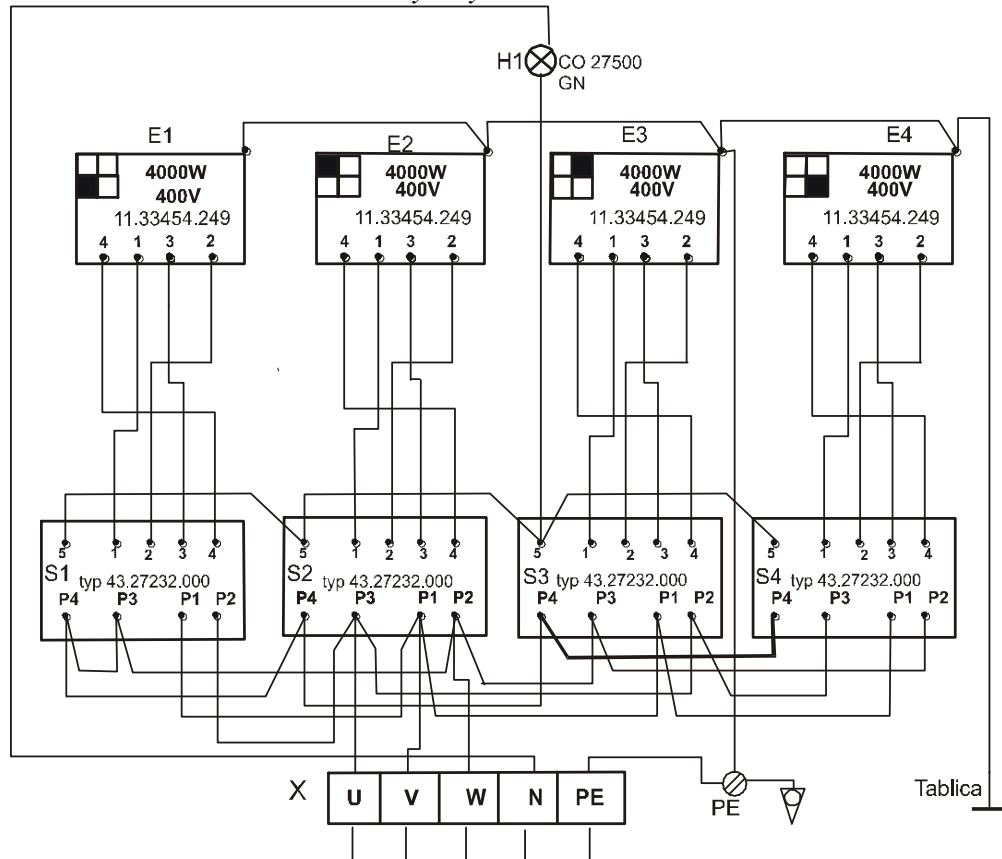 H1 CO 27500
GN
E1 E2 E3 E4
4000W 4000W 4000W 4000W
400V 400V 400V 400V
11.33454.249 11.33454.249 11.33454.249 11.33454.249
4 1 3 2 4 1 3 2 4 1 3 2 4 1 3 2
5 1 2 3 4 5 1 2 3 4 5 1 2 3 4 5 1 2 3 4
S1 typ 43.27232.000 S2 typ 43.27232.000 S3 typ 43.27232.000 S4 typ 43.27232.000
P4 P3 P1 P2 P4 P3 P1 P2 P4 P3 P1 P2 P4 P3 P1 P2
X U V W N PE PE Tablica